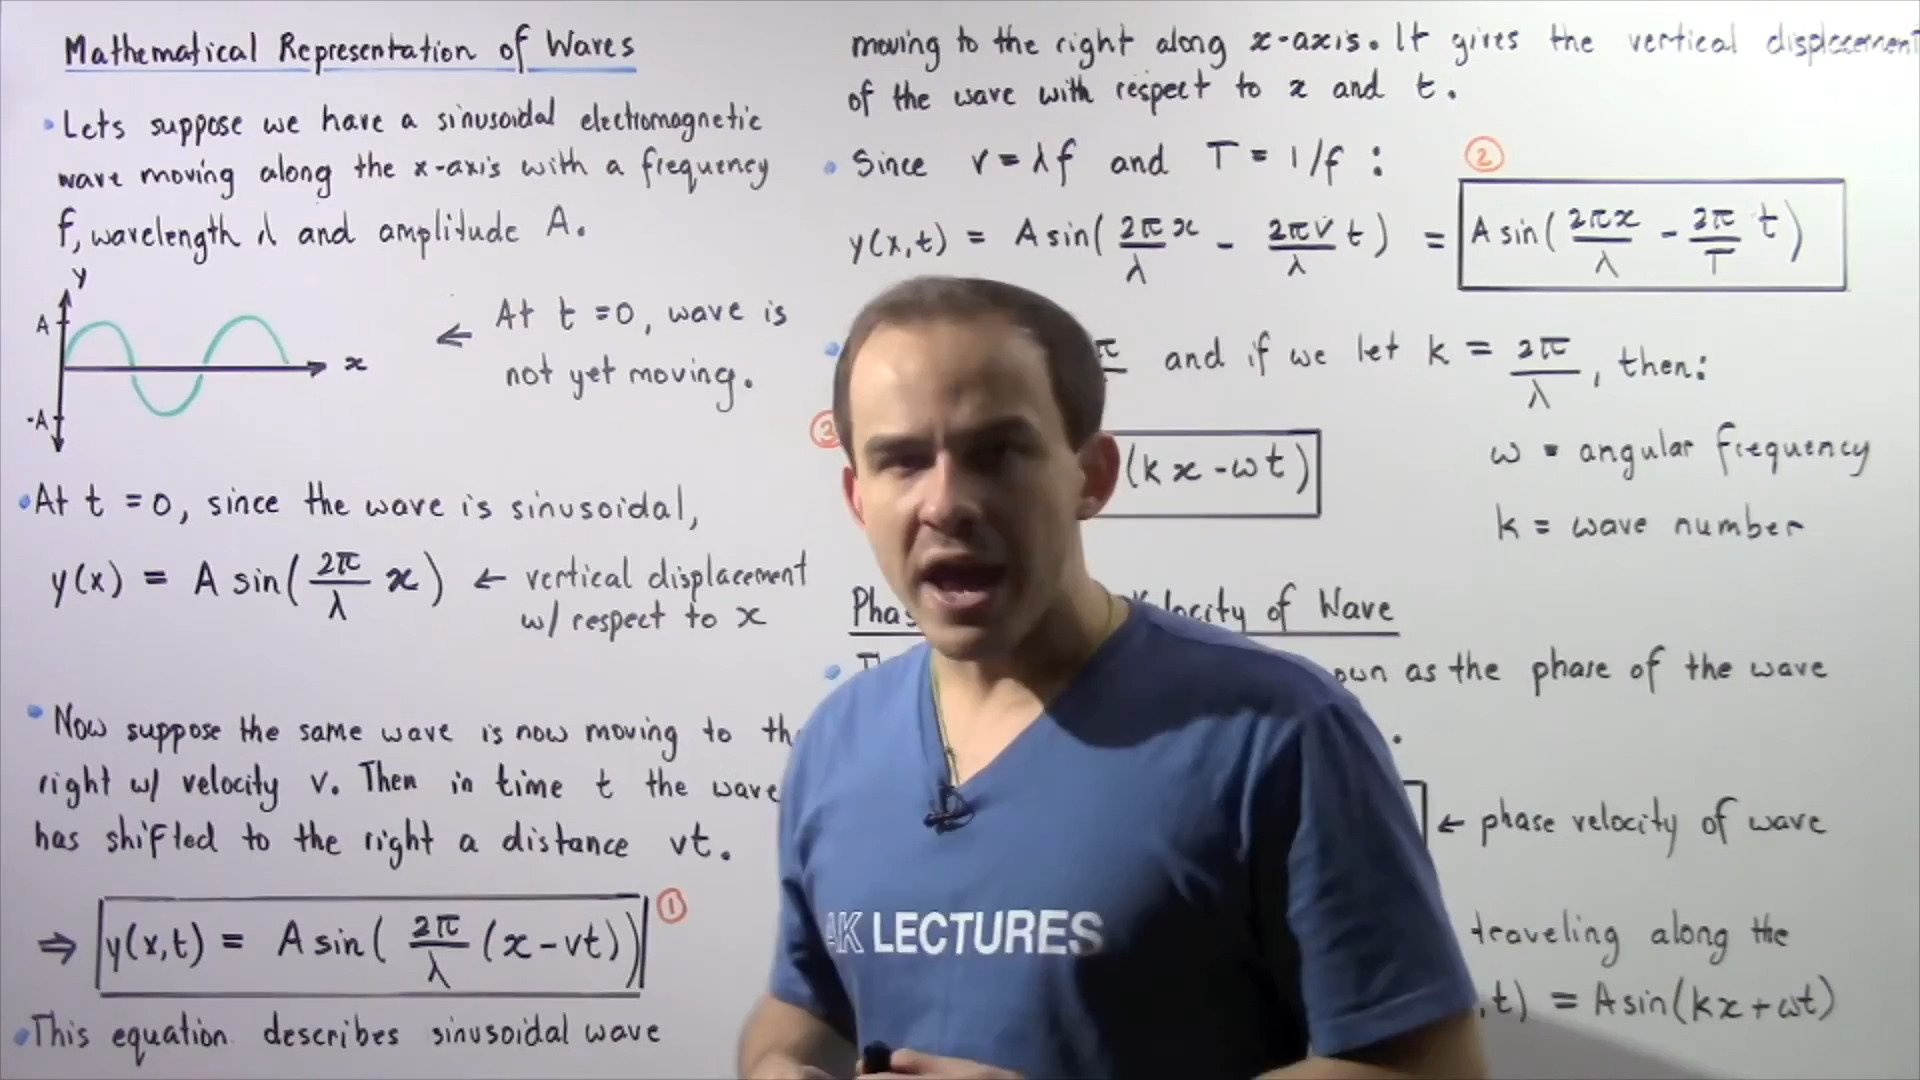 Mathematical Representation of Waves
• Lets suppose we have a sinusoidal electromagnetic
wave moving along the x-axis with a frequency
f, wavelength λ and amplitude A.
y
A
x
-A
← At t = 0, wave is
not yet moving.
• At t = 0, since the wave is sinusoidal,
y(x) = A sin( 2π/λ x ) ← vertical displacement
w/ respect to x
• Now suppose the same wave is now moving to
right w/ velocity v. Then in time t the wave
has shifted to the right a distance vt.
⇒ y(x,t) = A sin( 2π/λ (x - vt)) ①
• This equation describes sinusoidal wave
moving to the right along x-axis. It gives the vertical displacement
of the wave with respect to x and t.
• Since v = λf and T = 1/f : ②
y(x,t) = A sin( 2πx/λ - 2πv/λ t ) = A sin( 2πx/λ - 2π/T t )
π and if we let k = 2π/λ , then:
③ (kx - ωt)
ω = angular frequency
k = wave number
of Wave
as the phase of the wave
.
← phase velocity of wave
traveling along the
,t) = A sin(kx + ωt)
AK LECTURES